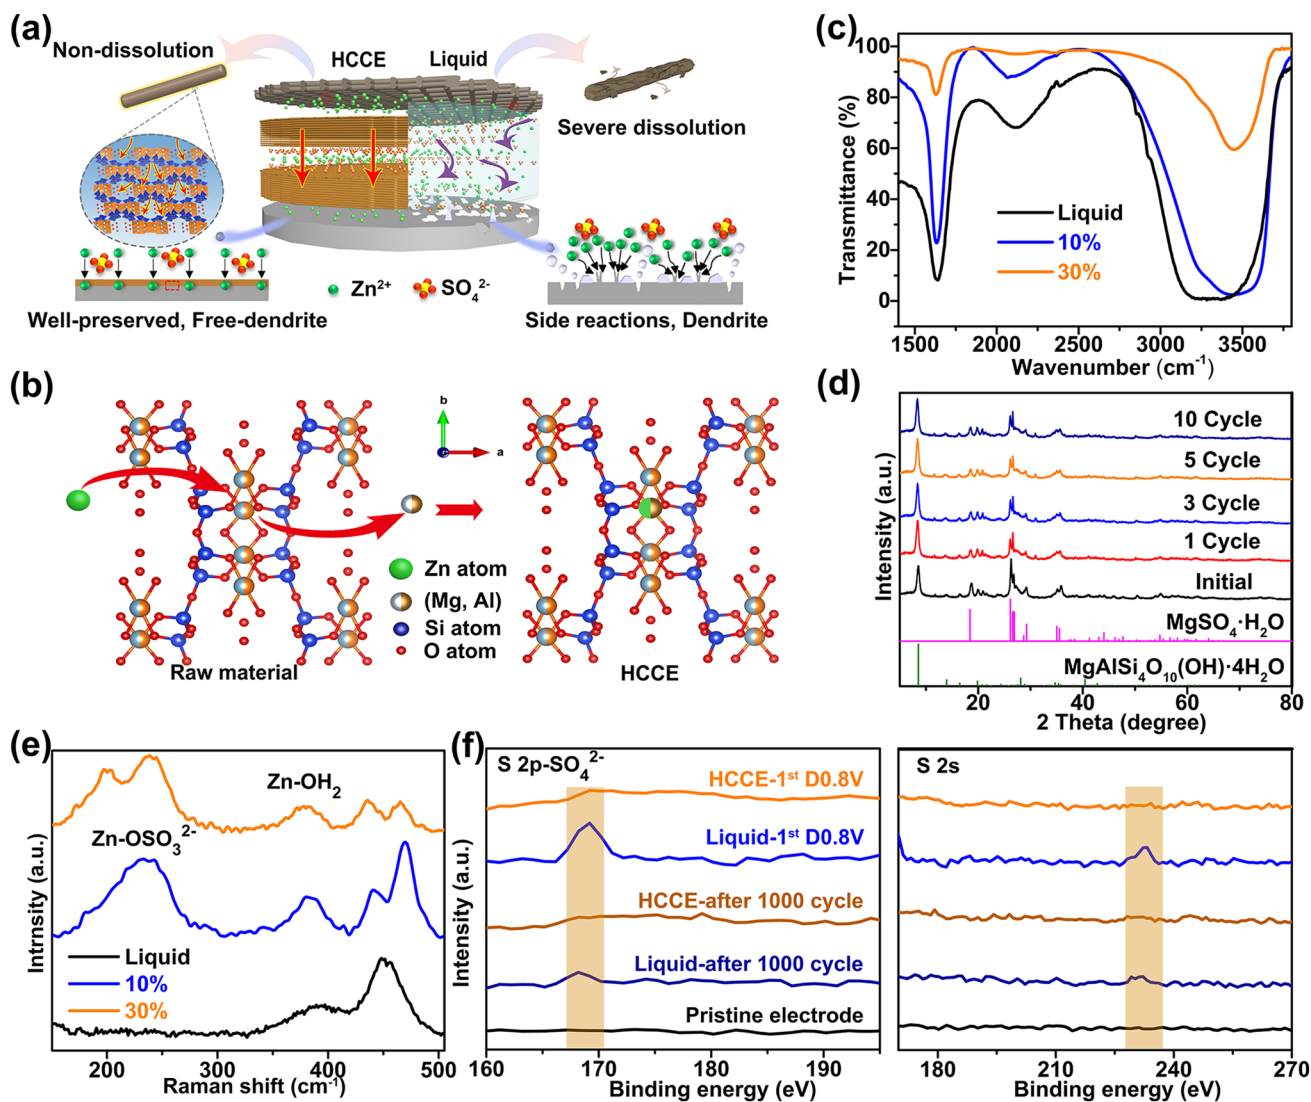 (a)
Non-dissolution
HCCE
Liquid
Severe dissolution
Zn²⁺
SO₄²⁻
Well-preserved, Free-dendrite
Side reactions, Dendrite
(b)
b
a
Zn atom
(Mg, Al)
Si atom
O atom
Raw material
HCCE
(c)
Transmittance (%)
100
80
60
40
20
0
Liquid
10%
30%
1500
2000
2500
3000
3500
Wavenumber (cm⁻¹)
(d)
Intensity (a.u.)
10 Cycle
5 Cycle
3 Cycle
1 Cycle
Initial
MgSO₄·H₂O
MgAlSi₄O₁₀(OH)·4H₂O
20
40
60
80
2 Theta (degree)
(e)
Intrnsity (a.u.)
Zn-OH₂
Zn-OSO₃²⁻
Liquid
10%
30%
200
300
400
500
Raman shift (cm⁻¹)
(f)
Intensity (a.u.)
S 2p-SO₄²⁻
HCCE-1ˢᵗ D0.8V
Liquid-1ˢᵗ D0.8V
HCCE-after 1000 cycle
Liquid-after 1000 cycle
Pristine electrode
160
170
180
190
Binding energy (eV)
S 2s
180
210
240
270
Binding energy (eV)